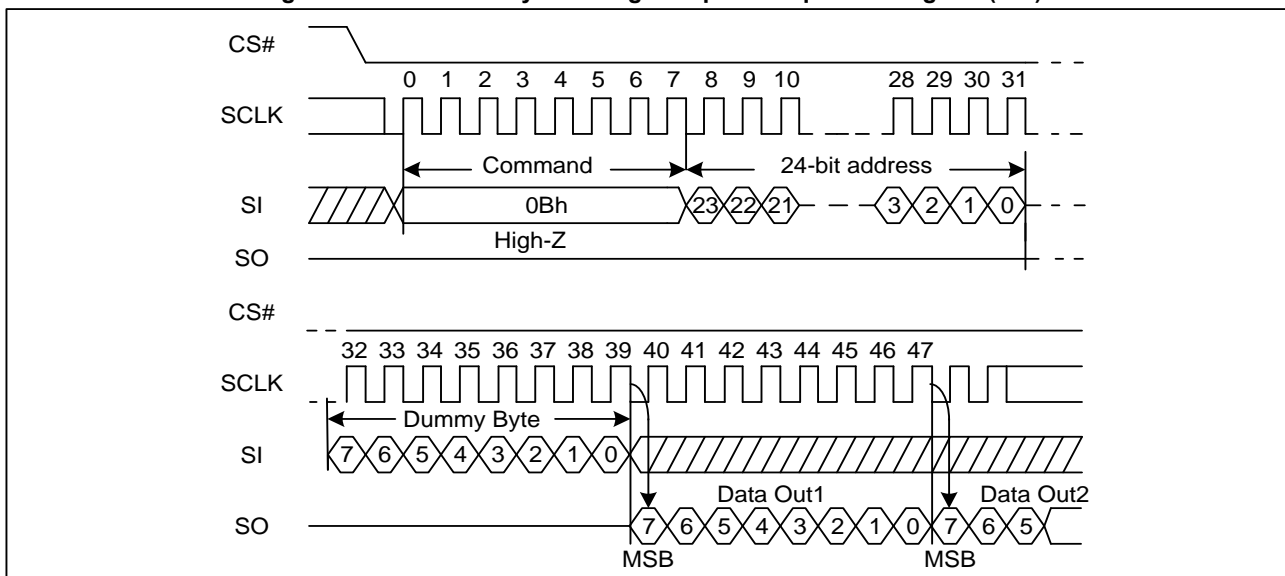 CS#
0 1 2 3 4 5 6 7 8 9 10 28 29 30 31
SCLK
Command 24-bit address
SI 0Bh 23 22 21 3 2 1 0
High-Z
SO
CS#
32 33 34 35 36 37 38 39 40 41 42 43 44 45 46 47
SCLK
Dummy Byte
SI 7 6 5 4 3 2 1 0
Data Out1 Data Out2
SO 7 6 5 4 3 2 1 0 7 6 5
MSB MSB